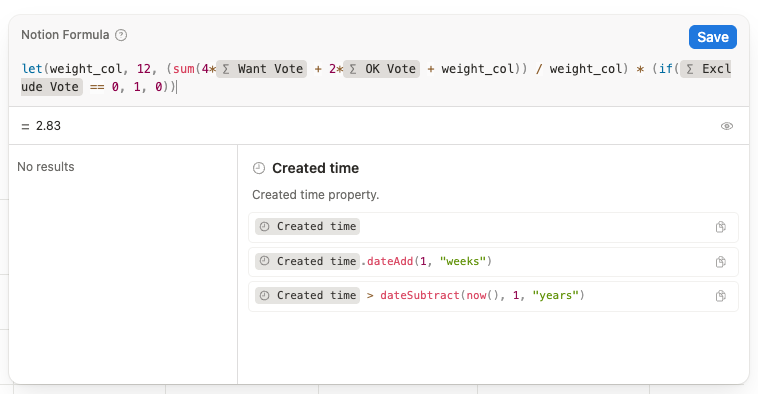 Notion Formula
Save
let(weight_col, 12, (sum(4* Σ Want Vote + 2* Σ OK Vote + weight_col)) / weight_col) * (if( Σ Excl
ude Vote == 0, 1, 0))
= 2.83
No results
Created time
Created time property.
Created time
Created time.dateAdd(1, "weeks")
Created time > dateSubtract(now(), 1, "years")